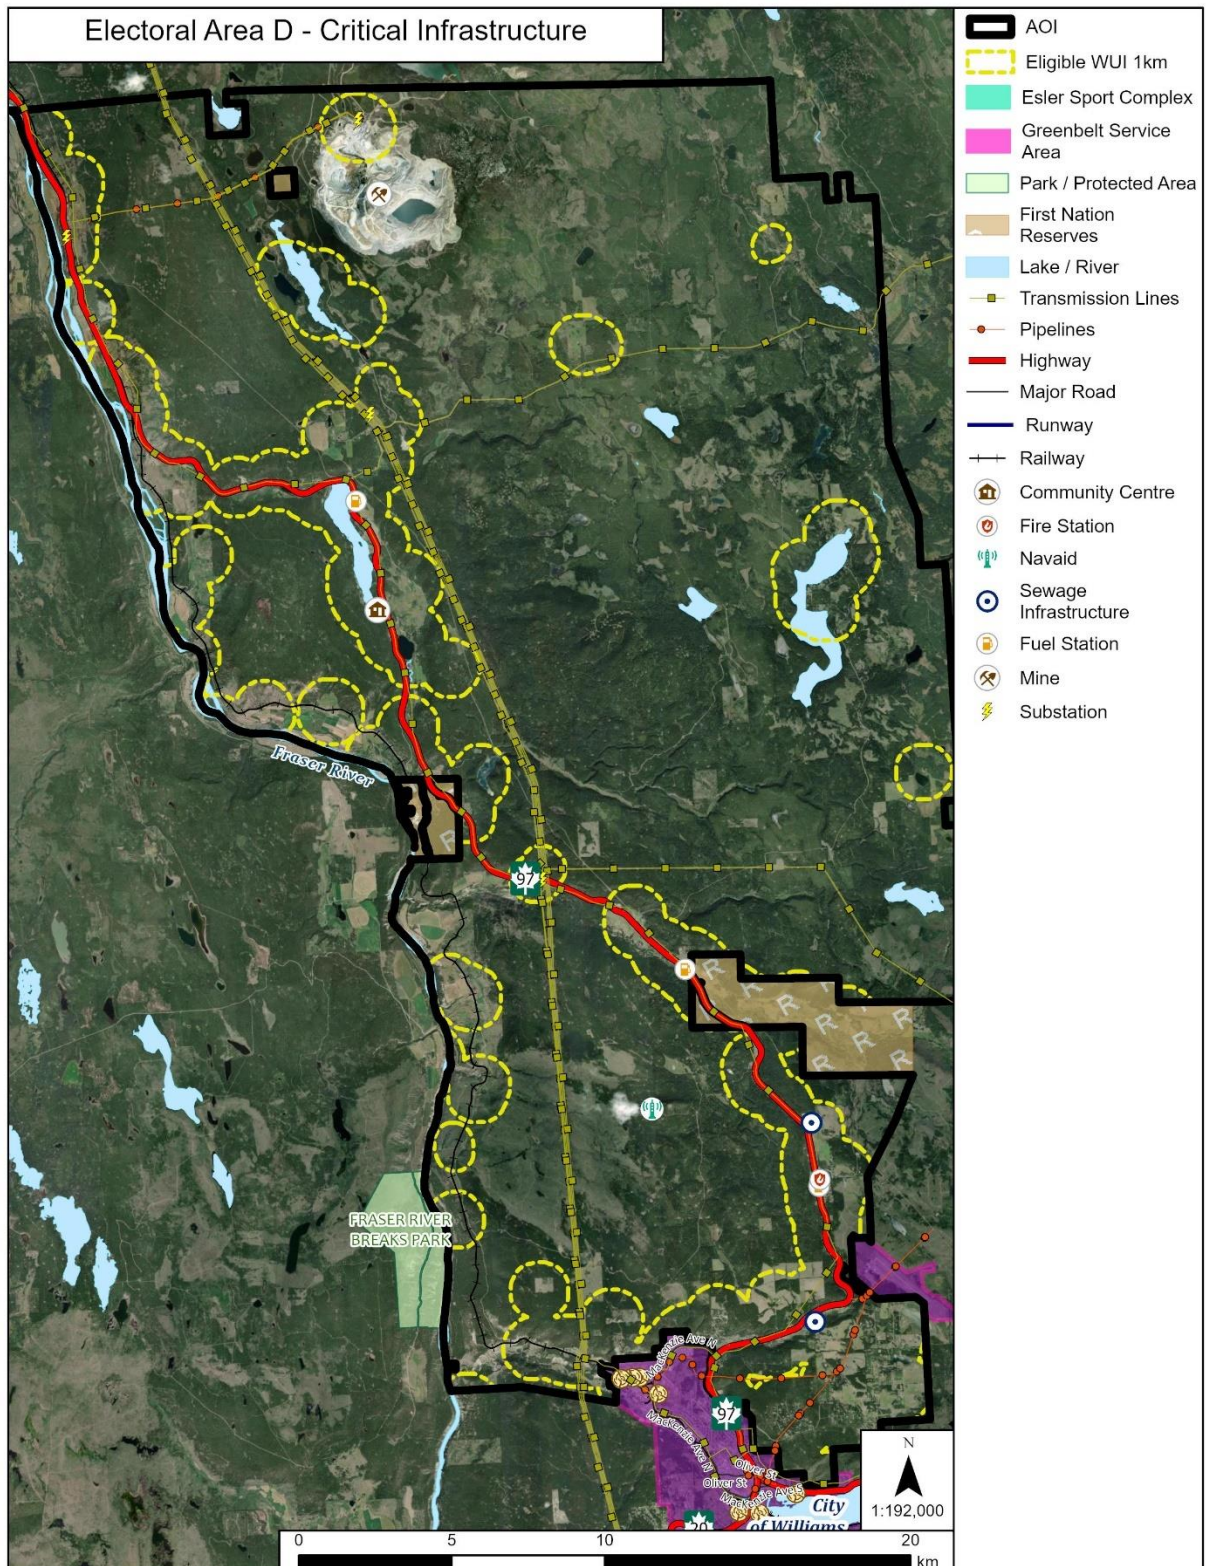 Electoral Area D - Critical Infrastructure
AOI
Eligible WUI 1km
Esler Sport Complex
Greenbelt Service
Area
Park / Protected Area
First Nation
Reserves
Lake / River
Transmission Lines
Pipelines
Highway
Major Road
Runway
Railway
Community Centre
Fire Station
Navaid
Sewage
Infrastructure
Fuel Station
Mine
Substation
Fraser River
R
97
R
R
R
R
R
R
R
R
FRASER RIVER
BREAKS PARK
Mackenzie Ave N
97
Mackenzie Ave N
Oliver St
Oliver St
Mackenzie Ave S
City
of Williams
20
N
1:192,000
0 5 10 20
km